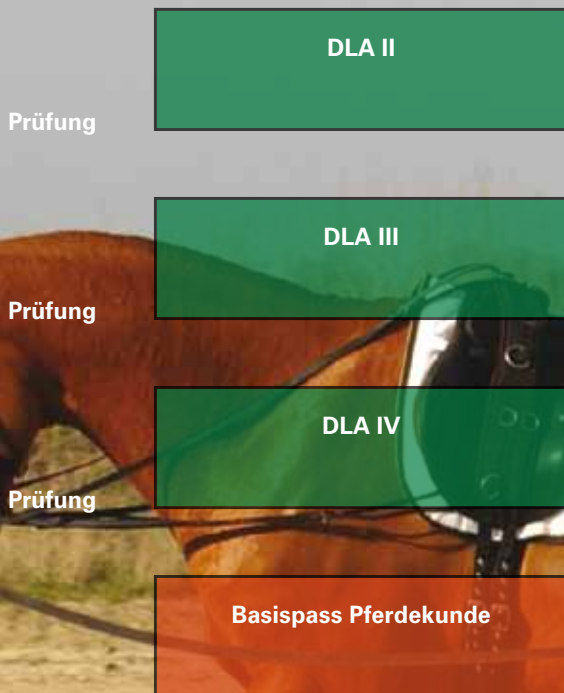 DLA II
Prüfung
DLA III
Prüfung
DLA IV
Prüfung
Basispass Pferdekunde